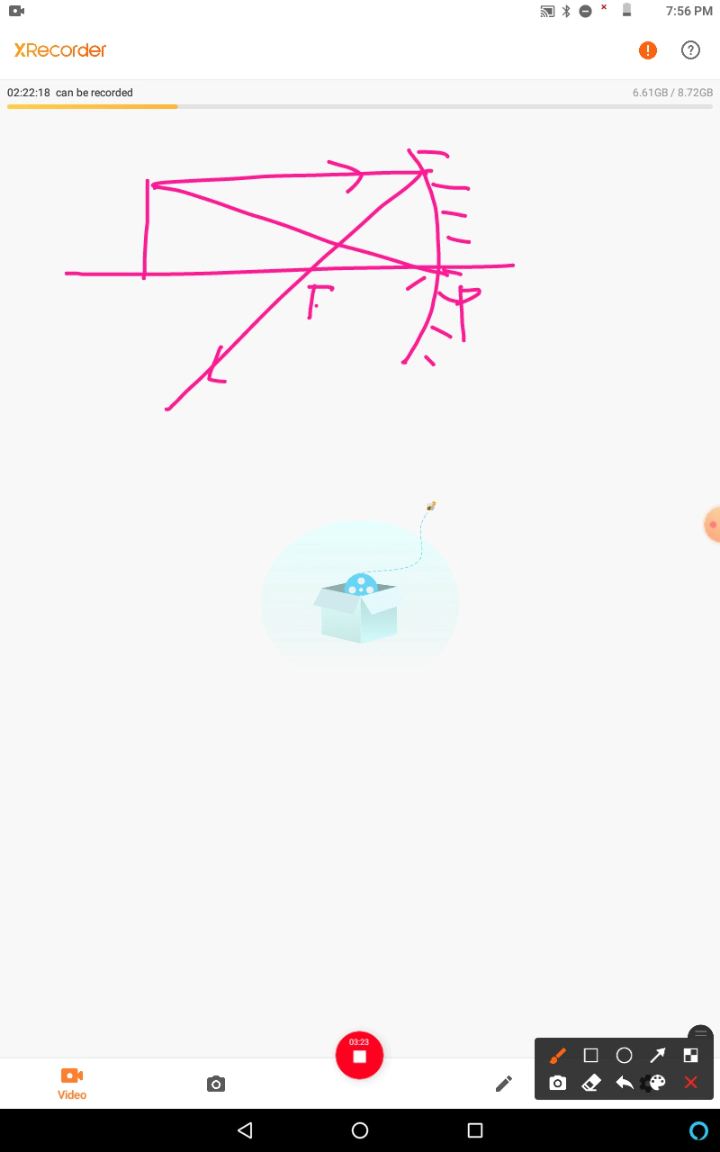 7:56 PM
XRecorder
02:22:18 can be recorded
6.61GB / 8.72GB
F
P
03:23
Video